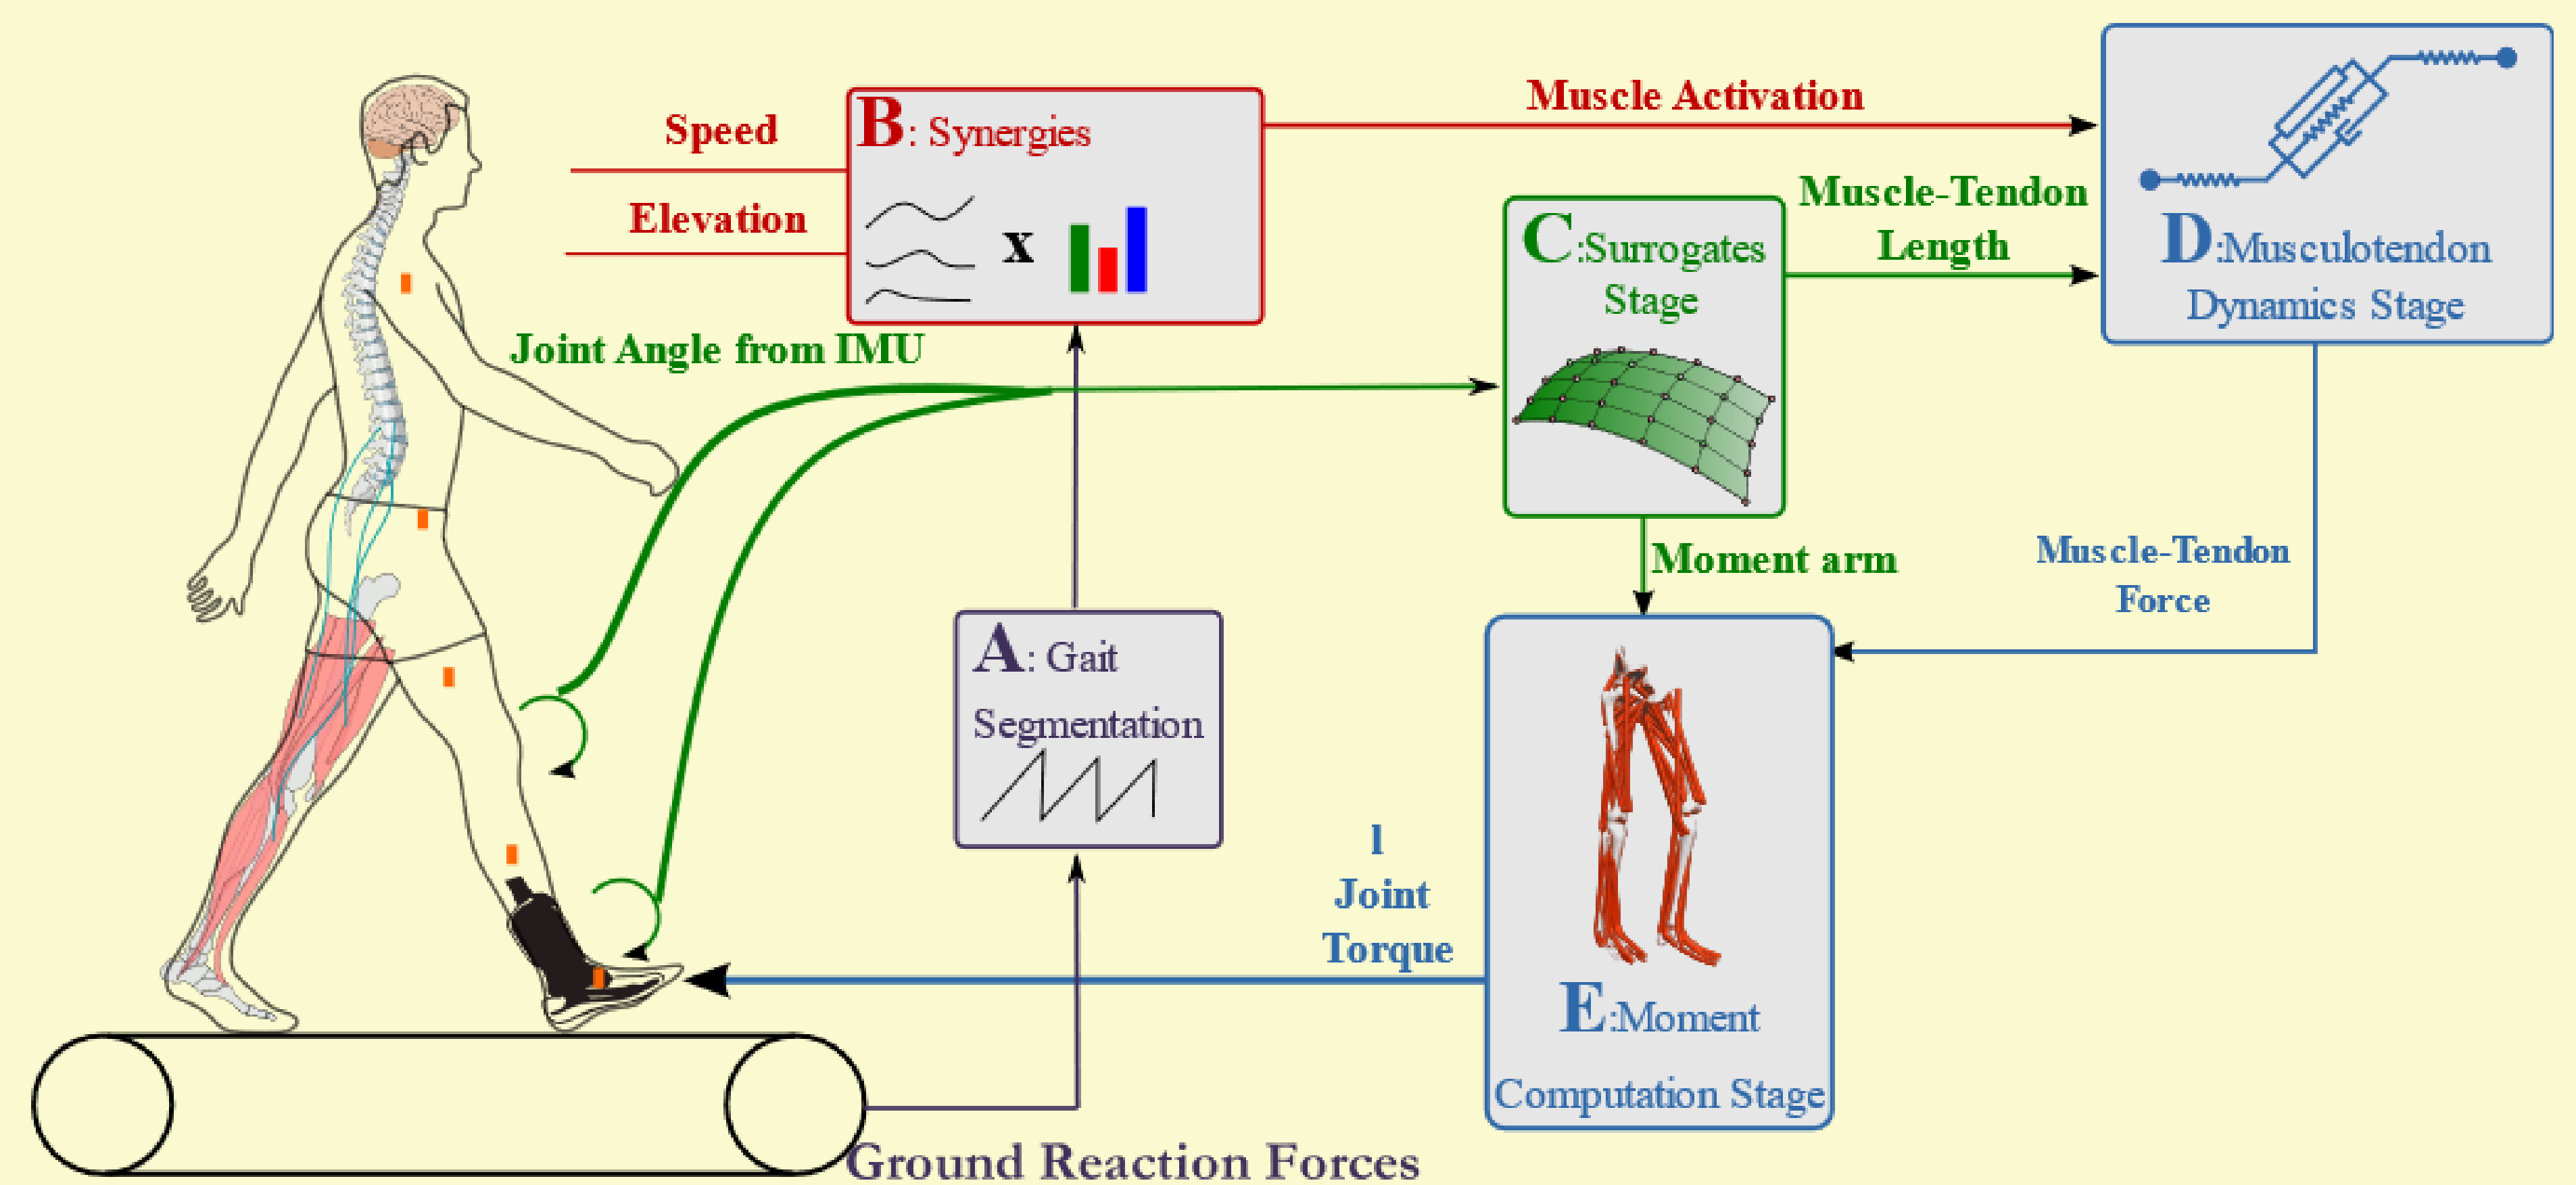 Speed
Elevation
B: Synergies
x
Muscle Activation
Joint Angle from IMU
C:Surrogates
Stage
Muscle-Tendon
Length
D:Musculotendon
Dynamics Stage
Moment arm
Muscle-Tendon
Force
A: Gait
Segmentation
l
Joint
Torque
E:Moment
Computation Stage
Ground Reaction Forces